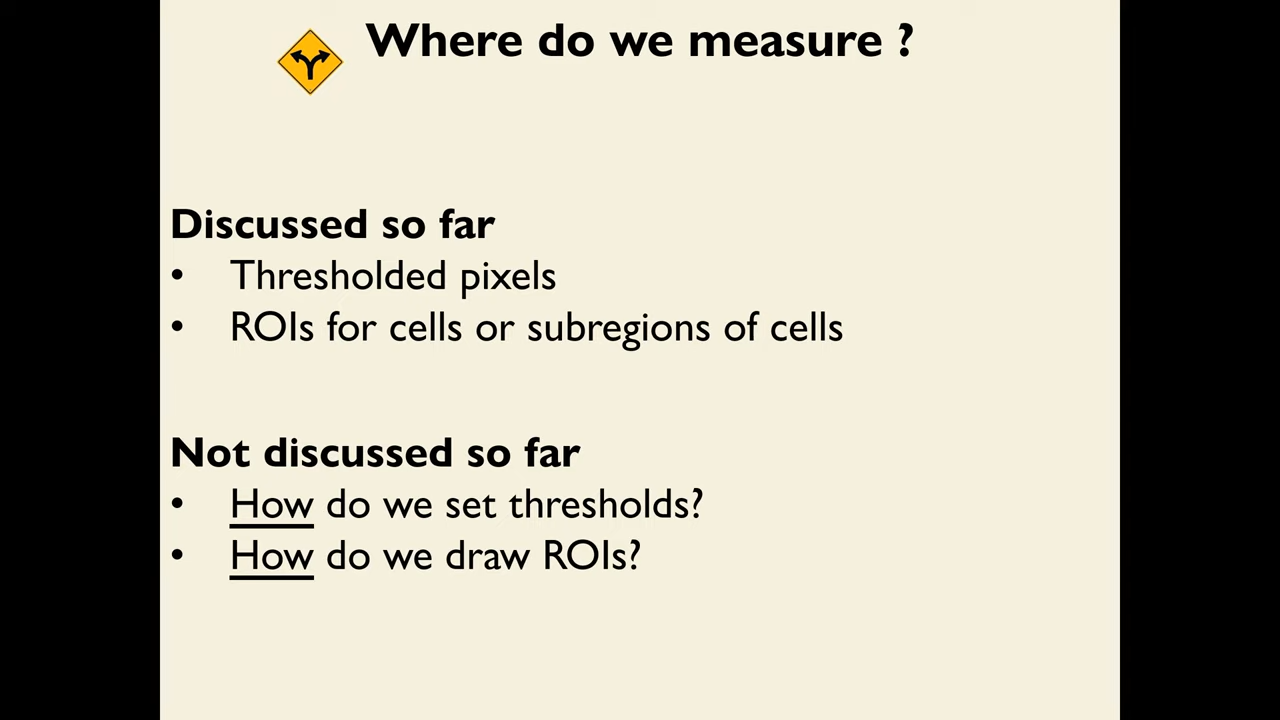 Where do we measure ?
Discussed so far
• Thresholded pixels
• ROIs for cells or subregions of cells
Not discussed so far
• How do we set thresholds?
• How do we draw ROIs?